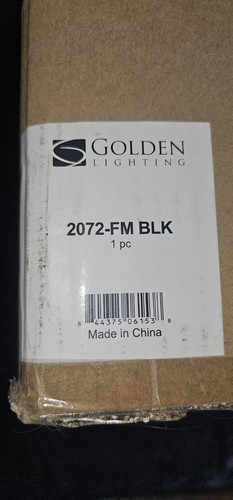 GOLDEN
LIGHTING
2072-FM BLK
1 pc
8 44375 06153 8
Made in China